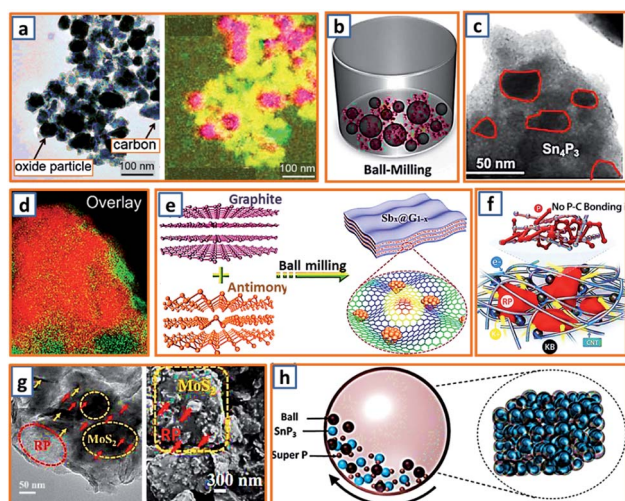 a
oxide particle
carbon
100 nm
100 nm
b
Ball-Milling
c
Sn₄P₃
50 nm
d
Overlay
e
Graphite
Antimony
Ball milling
Sbₓ@G₁₋ₓ
f
No P-C Bonding
P
e-
RP
KB
CNT
g
RP
MoS₂
50 nm
MoS₂
RP
300 nm
h
Ball
SnP₃
Super P